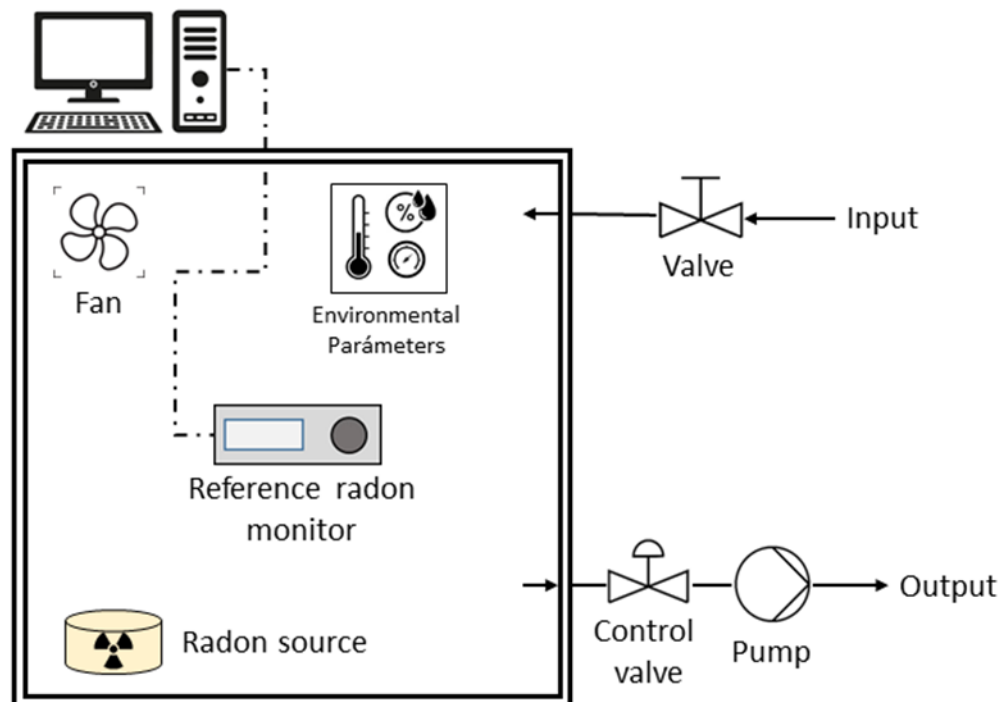 Fan
%
Environmental
Parámeters
Input
Valve
Reference radon
monitor
Radon source
Control
valve
Pump
Output